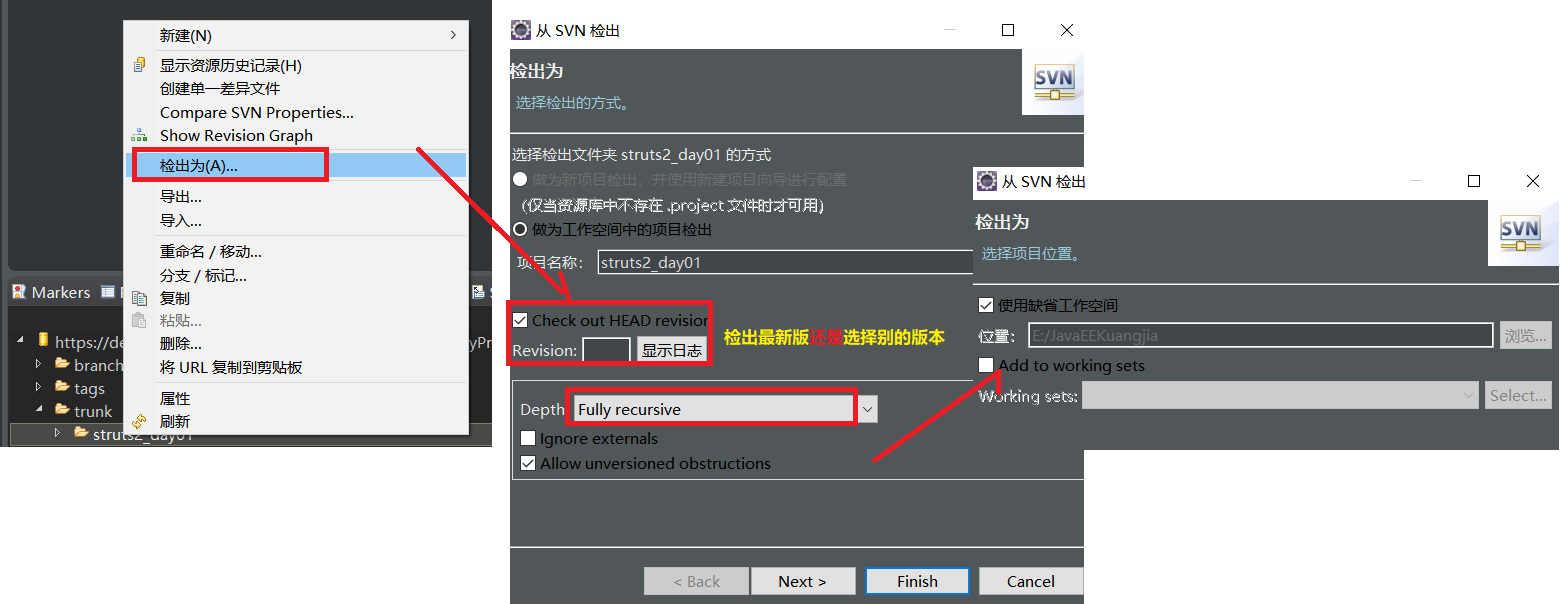 新建(N)
显示资源历史记录(H)
创建单一差异文件
Compare SVN Properties...
Show Revision Graph
检出为(A)...
导出...
导入...
重命名 / 移动...
分支 / 标记...
复制
粘贴...
删除...
将 URL 复制到剪贴板
属性
刷新
Markers
https://de
yPr
branch
tags
trunk
struts2_day01
从 SVN 检出
检出为
选择检出的方式。
SVN
选择检出文件夹 struts2_day01 的方式
做为新项目检出，并使用新建项目向导进行配置
(仅当资源库中不存在 .project 文件时才可用)
做为工作空间中的项目检出
项目名称: struts2_day01
Check out HEAD revision
Revision: 显示日志
检出最新版还是选择别的版本
Depth Fully recursive
Ignore externals
Allow unversioned obstructions
< Back Next > Finish Cancel
从 SVN 检出
检出为
选择项目位置。
SVN
使用缺省工作空间
位置: E:/JavaEEKuangjia 浏览...
Add to working sets
Working sets: Select...